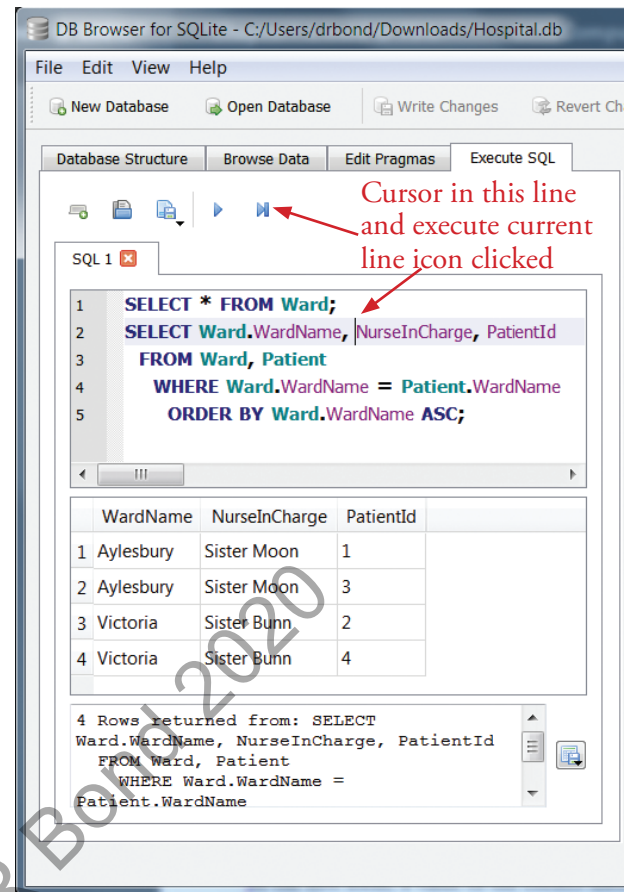 DB Browser for SQLite - C:/Users/drbond/Downloads/Hospital.db
File Edit View Help
New Database Open Database Write Changes Revert Ch
Database Structure Browse Data Edit Pragmas Execute SQL
Cursor in this line
and execute current
line icon clicked
SQL 1
1 SELECT * FROM Ward;
2 SELECT Ward.WardName, NurseInCharge, PatientId
3 FROM Ward, Patient
4 WHERE Ward.WardName = Patient.WardName
5 ORDER BY Ward.WardName ASC;
WardName NurseInCharge PatientId
1 Aylesbury Sister Moon 1
2 Aylesbury Sister Moon 3
3 Victoria Sister Bunn 2
4 Victoria Sister Bunn 4
4 Rows returned from: SELECT
Ward.WardName, NurseInCharge, PatientId
FROM Ward, Patient
WHERE Ward.WardName =
Patient.WardName
& Bond 2020